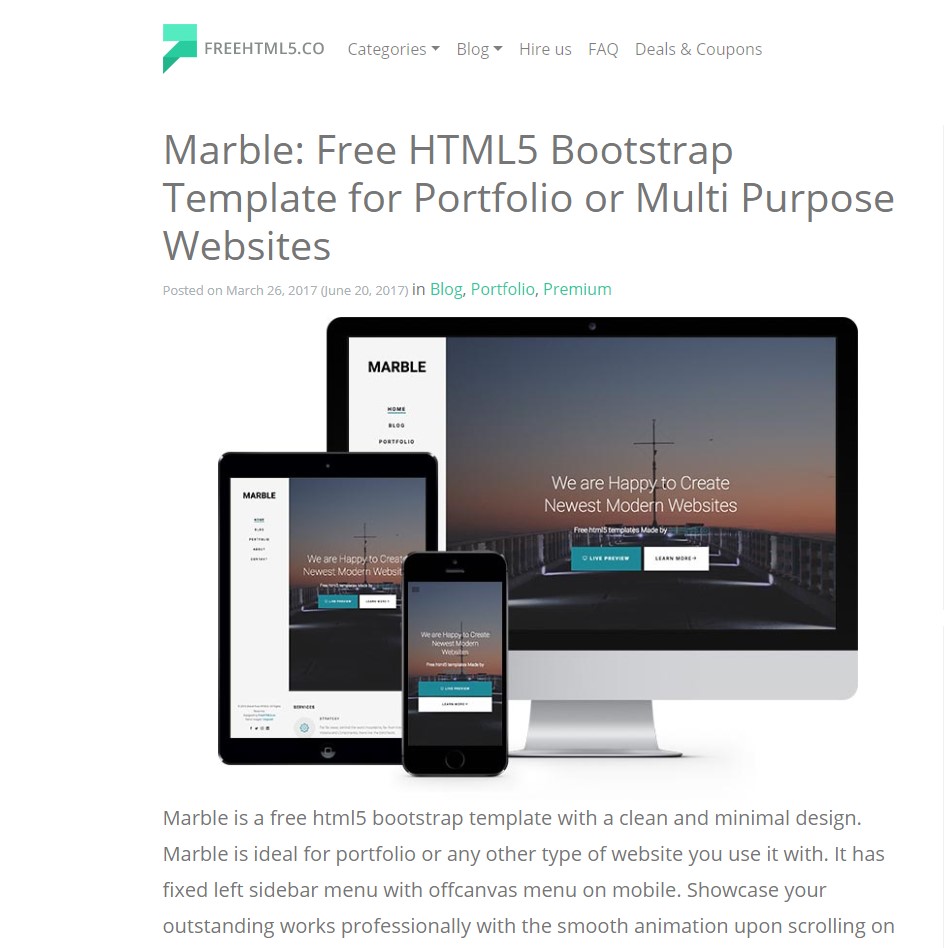 FREEHTML5.CO Categories Blog Hire us FAQ Deals & Coupons
Marble: Free HTML5 Bootstrap
Template for Portfolio or Multi Purpose
Websites
Posted on March 26, 2017 (June 20, 2017) in Blog, Portfolio, Premium
MARBLE
HOME
BLOG
PORTFOLIO
We are Happy to Create
Newest Modern Websites
Free html5 templates Made by
LIVE PREVIEW LEARN MORE
MARBLE
HOME
BLOG
PORTFOLIO
ABOUT
CONTACT
We are Happy to Create
Newest Modern Websit
Free html5 templates Made by
LIVE PREVIEW LEARN MORE
SERVICES
STRATEGY
We are Happy to Create
Newest Modern
Websites
Free html5 templates Made by
LIVE PREVIEW
LEARN MORE
Marble is a free html5 bootstrap template with a clean and minimal design.
Marble is ideal for portfolio or any other type of website you use it with. It has
fixed left sidebar menu with offcanvas menu on mobile. Showcase your
outstanding works professionally with the smooth animation upon scrolling on